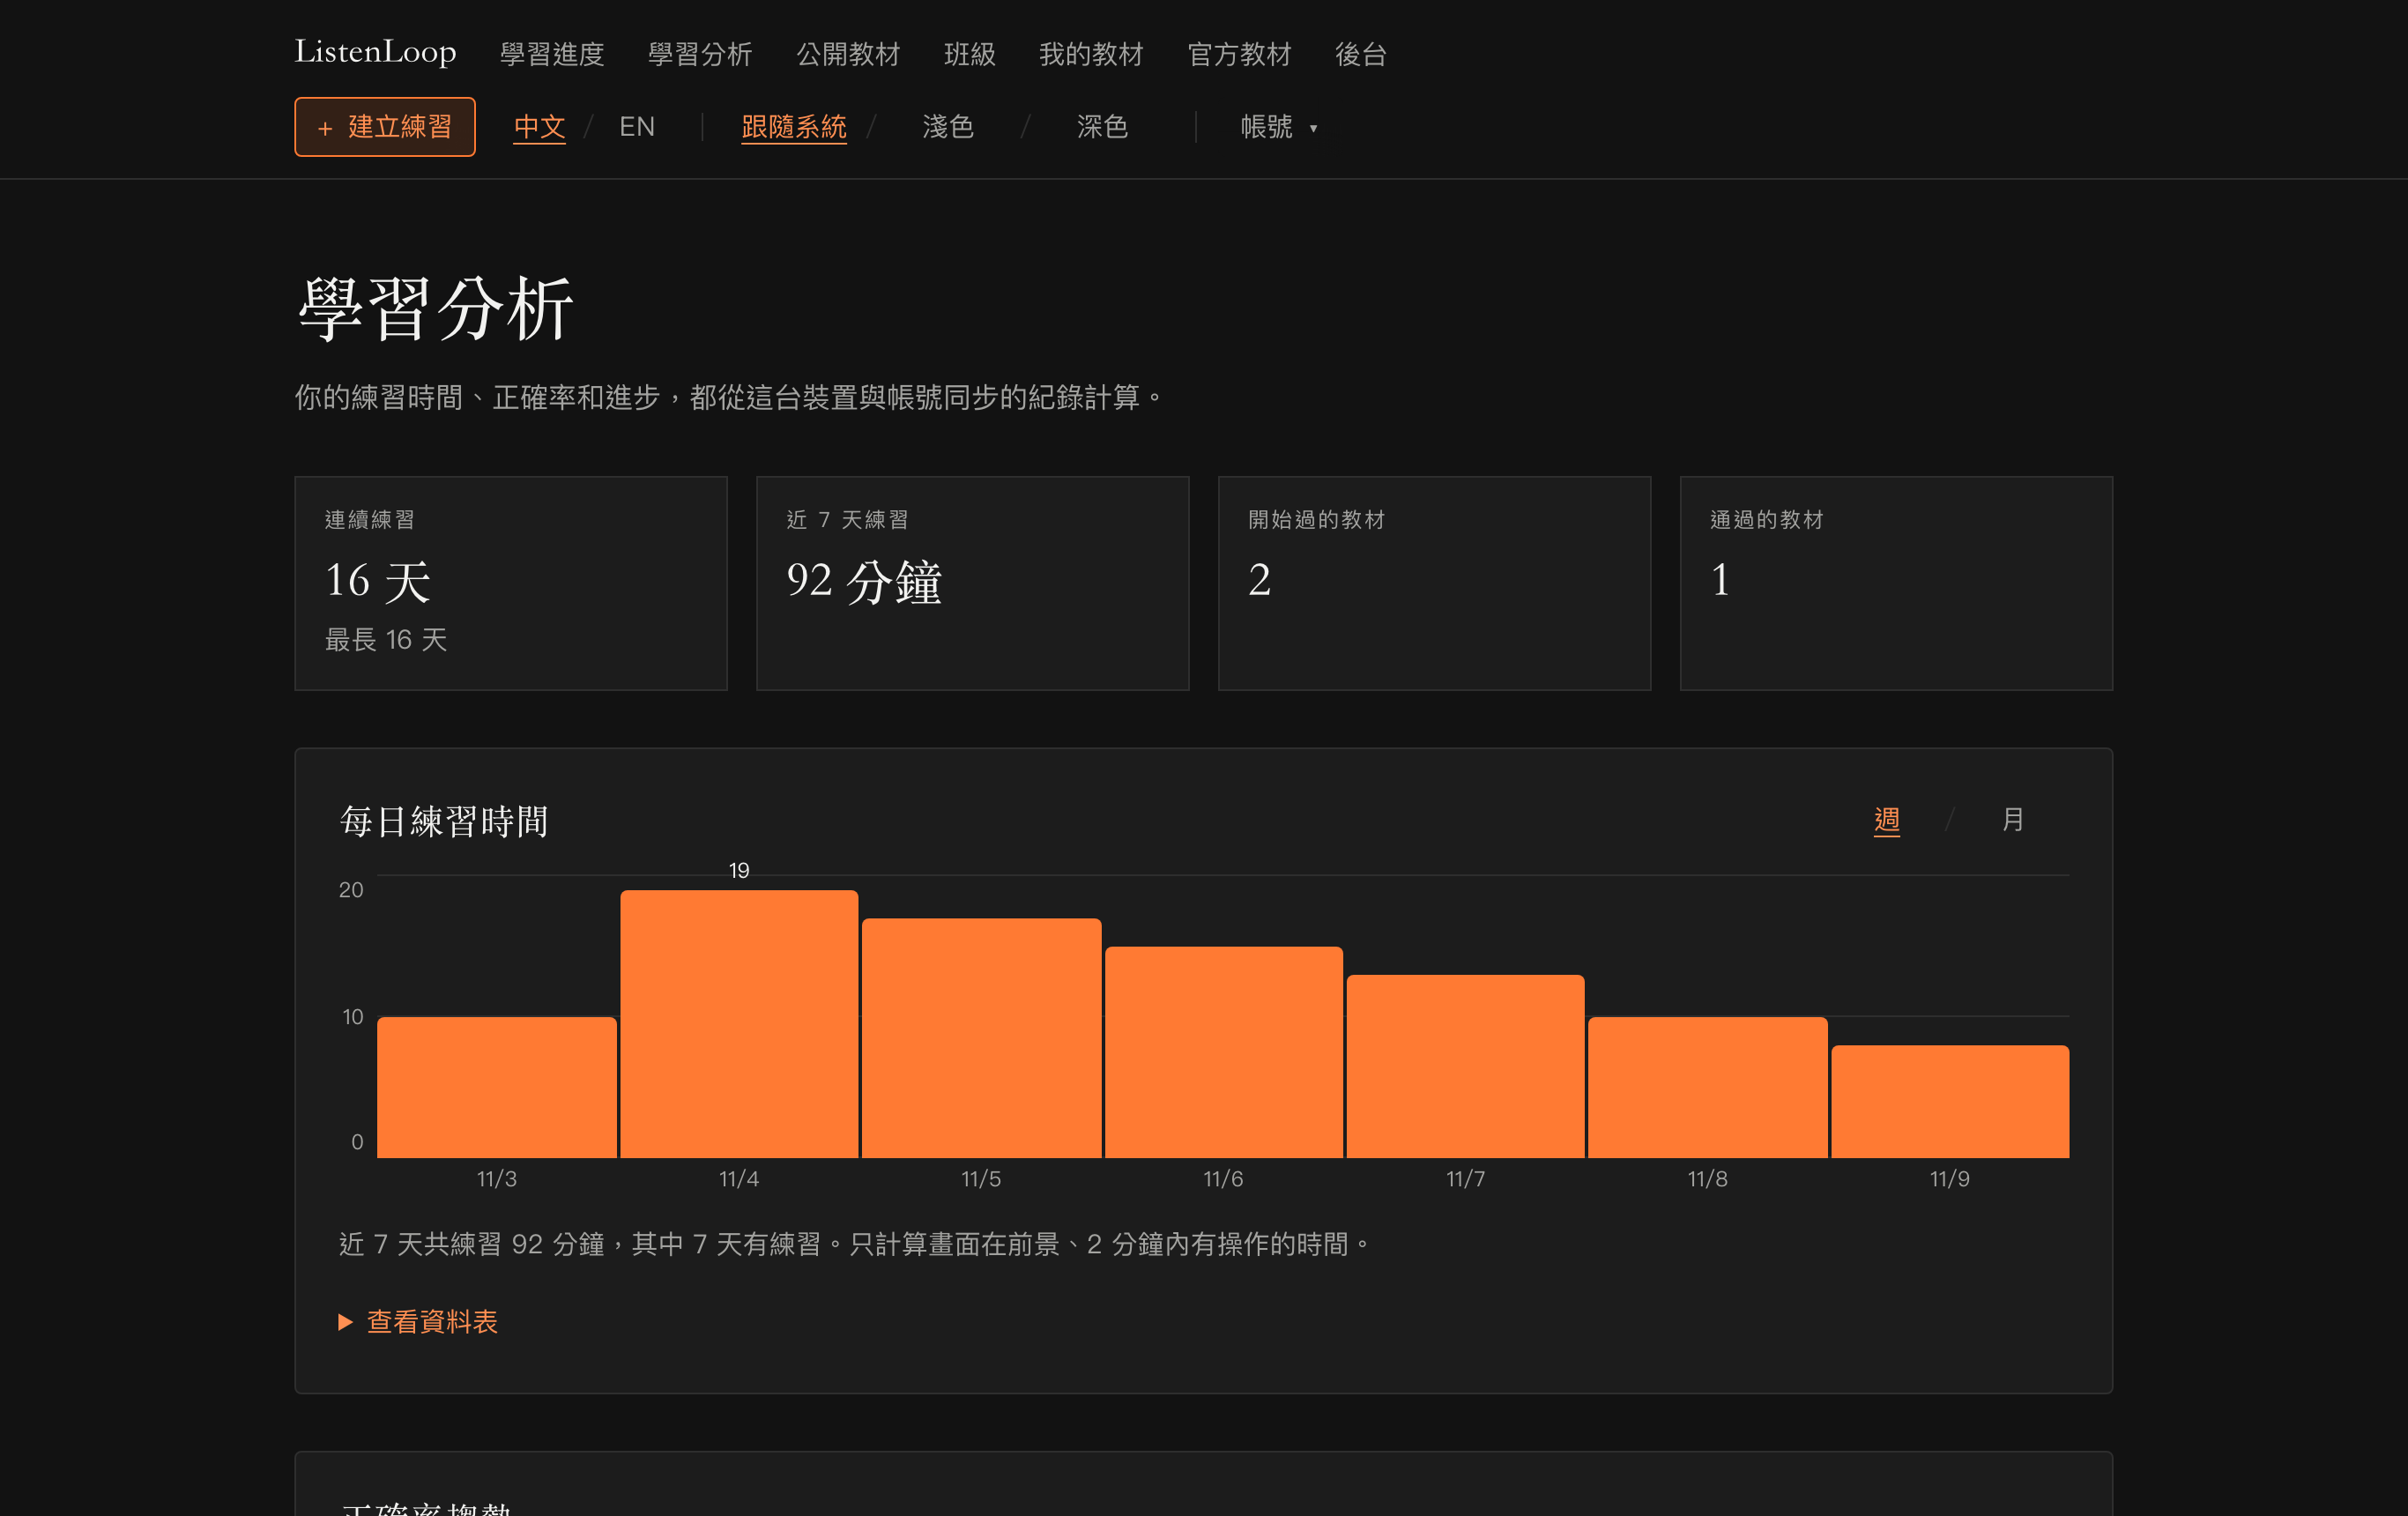 ListenLoop 學習進度 學習分析 公開教材 班級 我的教材 官方教材 後台
+ 建立練習 中文 / EN | 跟隨系統 / 淺色 / 深色 | 帳號 ▾
學習分析
你的練習時間、正確率和進步，都從這台裝置與帳號同步的紀錄計算。
連續練習
16 天
最長 16 天
近 7 天練習
92 分鐘
開始過的教材
2
通過的教材
1
每日練習時間
週 / 月
19
20
10
0
11/3 11/4 11/5 11/6 11/7 11/8 11/9
近 7 天共練習 92 分鐘，其中 7 天有練習。只計算畫面在前景、2 分鐘內有操作的時間。
▶ 查看資料表
正確率趨勢